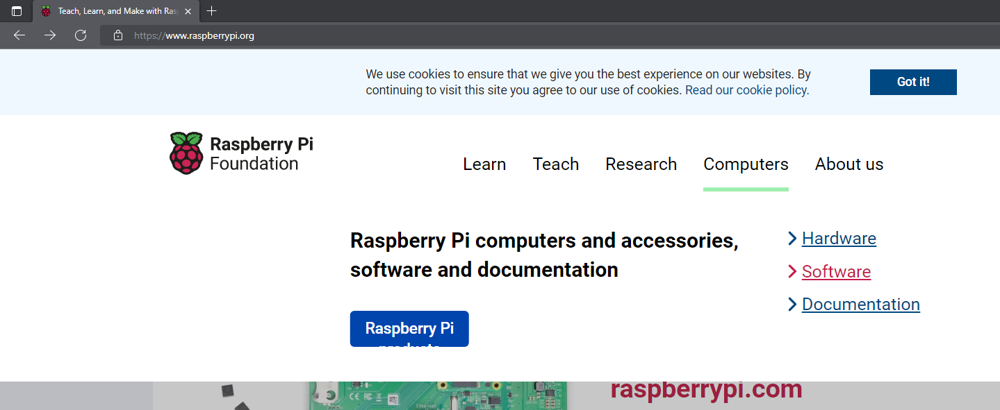 Teach, Learn, and Make with Ras
https://www.raspberrypi.org
We use cookies to ensure that we give you the best experience on our websites. By
continuing to visit this site you agree to our use of cookies. Read our cookie policy.
Got it!
Raspberry Pi
Foundation
Learn
Teach
Research
Computers
About us
Raspberry Pi computers and accessories,
software and documentation
Hardware
Software
Documentation
Raspberry Pi
products
raspberrypi.com
CE FC
Ethernet